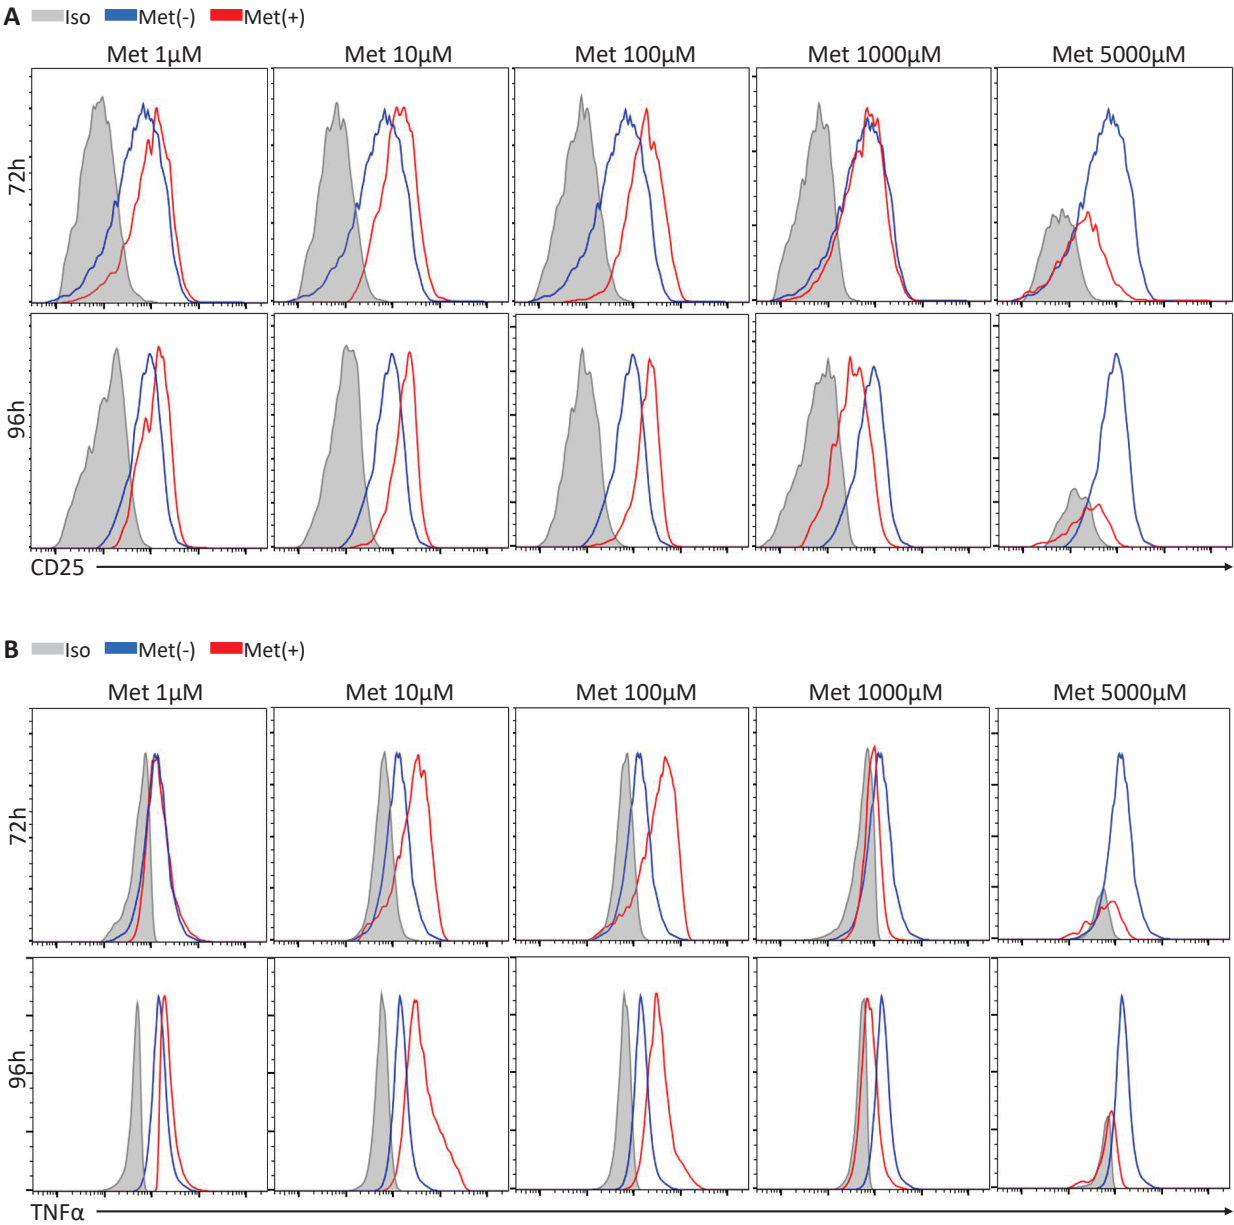 A Iso Met(-) Met(+)
Met 1μM Met 10μM Met 100μM Met 1000μM Met 5000μM
72h
96h
CD25
B Iso Met(-) Met(+)
Met 1μM Met 10μM Met 100μM Met 1000μM Met 5000μM
72h
96h
TNFα